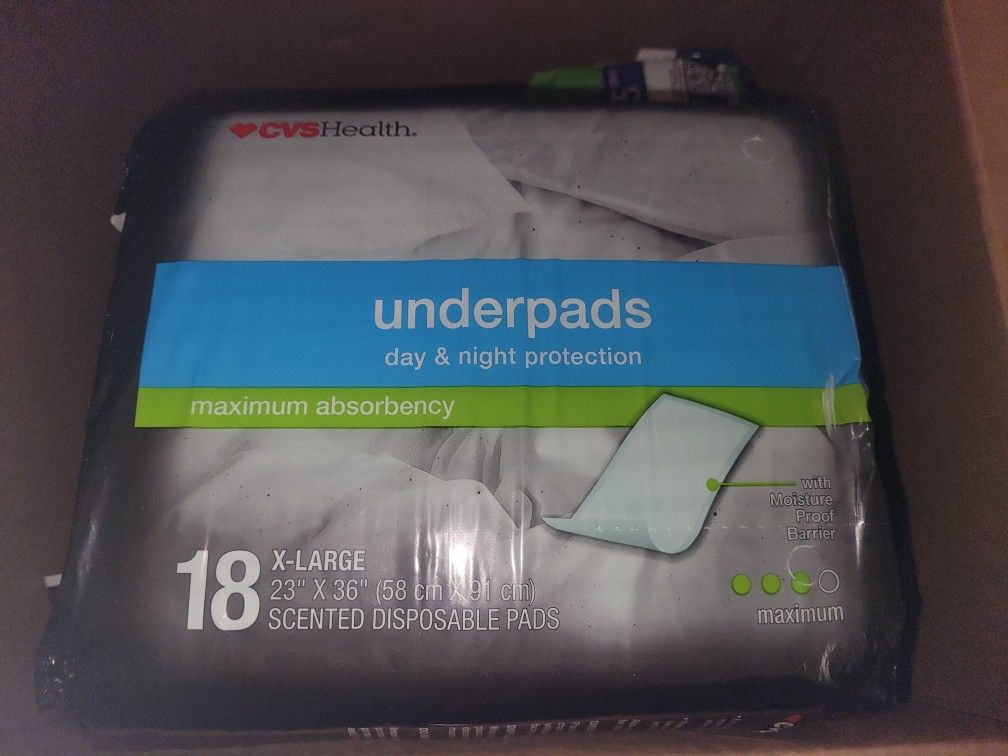 CVSHealth.
underpads
day & night protection
maximum absorbency
with
Moisture
Proof
Barrier
18 X-LARGE
23" X 36" (58 cm X 91 cm)
SCENTED DISPOSABLE PADS
maximum